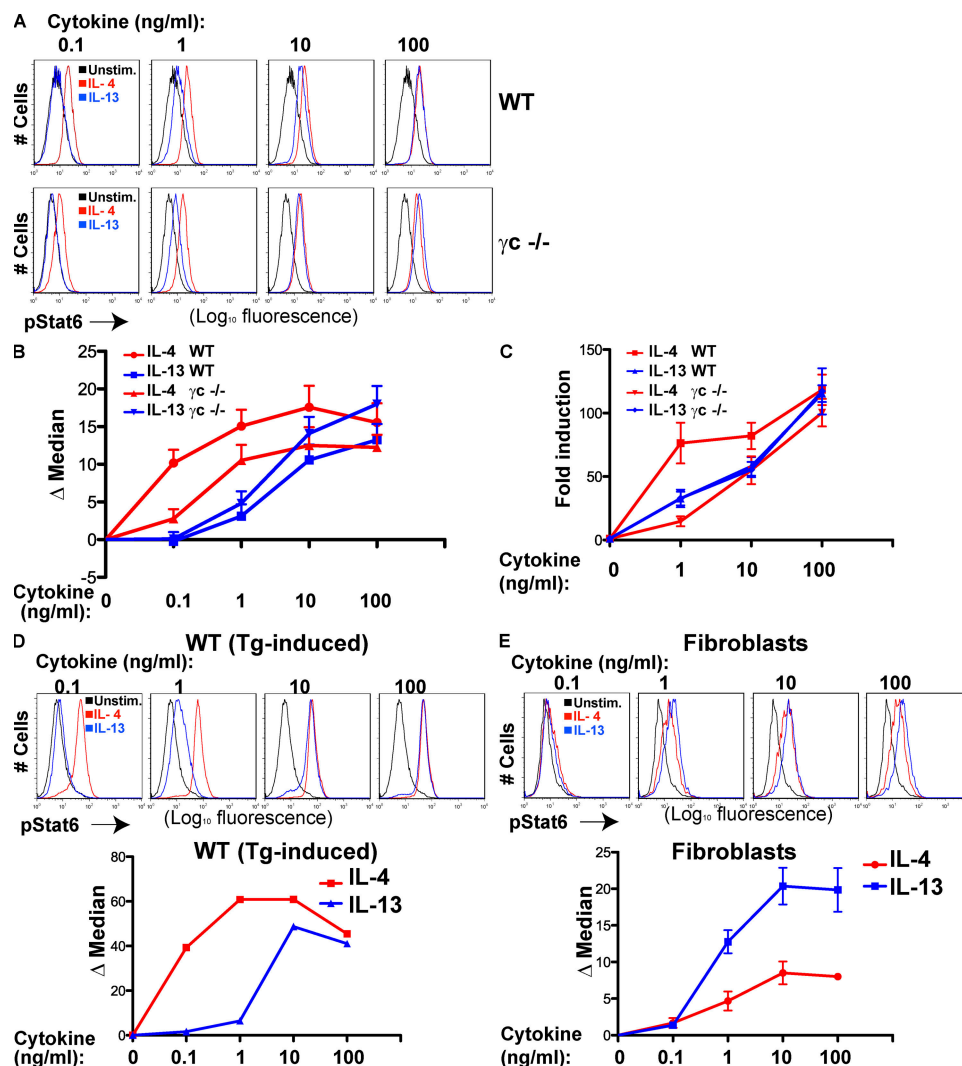 A
Cytokine (ng/ml):
0.1 1 10 100
# Cells
Unstim.
IL- 4
IL-13
WT
# Cells
Unstim.
IL- 4
IL-13
γc -/-
10⁰ 10¹ 10² 10³ 10⁴
pStat6
(Log₁₀ fluorescence)
B
IL-4 WT
IL-13 WT
IL-4 γc -/-
IL-13 γc -/-
Δ Median
25
20
15
10
5
0
-5
Cytokine (ng/ml):
0 0.1 1 10 100
C
IL-4 WT
IL-13 WT
IL-4 γc -/-
IL-13 γc -/-
Fold induction
150
100
50
0
Cytokine (ng/ml):
0 1 10 100
D
WT (Tg-induced)
Cytokine (ng/ml):
0.1 1 10 100
# Cells
Unstim.
IL- 4
IL-13
pStat6
(Log₁₀ fluorescence)
WT (Tg-induced)
IL-4
IL-13
Δ Median
80
60
40
20
0
Cytokine (ng/ml):
0 0.1 1 10 100
E
Fibroblasts
Cytokine (ng/ml):
0.1 1 10 100
# Cells
Unstim.
IL- 4
IL-13
pStat6
(Log₁₀ fluorescence)
Fibroblasts
IL-4
IL-13
Δ Median
25
20
15
10
5
0
Cytokine (ng/ml):
0 0.1 1 10 100